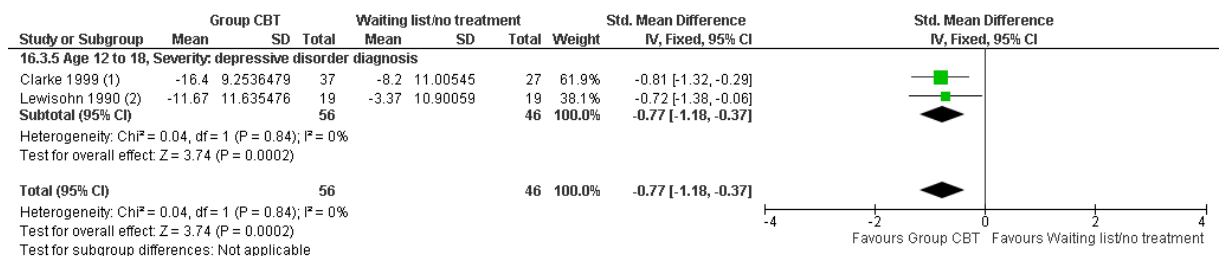 Group CBT Waiting list/no treatment Std. Mean Difference Std. Mean Difference
Study or Subgroup Mean SD Total Mean SD Total Weight IV, Fixed, 95% CI IV, Fixed, 95% CI
16.3.5 Age 12 to 18, Severity: depressive disorder diagnosis
Clarke 1999 (1) -16.4 9.2536479 37 -8.2 11.00545 27 61.9% -0.81 [-1.32, -0.29]
Lewisohn 1990 (2) -11.67 11.635476 19 -3.37 10.90059 19 38.1% -0.72 [-1.38, -0.06]
Subtotal (95% CI) 56 46 100.0% -0.77 [-1.18, -0.37]
Heterogeneity: Chi² = 0.04, df = 1 (P = 0.84); I² = 0%
Test for overall effect: Z = 3.74 (P = 0.0002)
Total (95% CI) 56 46 100.0% -0.77 [-1.18, -0.37]
Heterogeneity: Chi² = 0.04, df = 1 (P = 0.84); I² = 0%
Test for overall effect: Z = 3.74 (P = 0.0002)
Test for subgroup differences: Not applicable
-4 -2 0 2 4
Favours Group CBT Favours Waiting list/no treatment